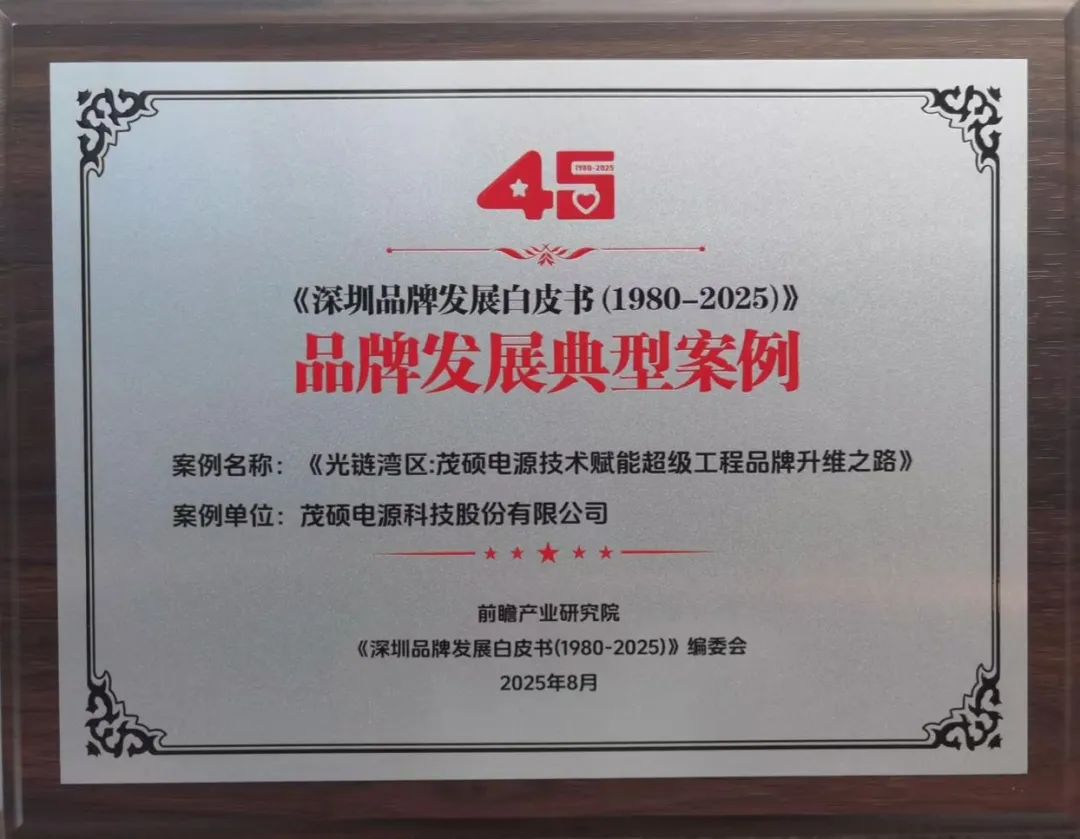 45
1980-2025
《深圳品牌发展白皮书(1980-2025)》
品牌发展典型案例
案例名称:《光链湾区:茂硕电源技术赋能超级工程品牌升维之路》
案例单位:茂硕电源科技股份有限公司
前瞻产业研究院
《深圳品牌发展白皮书(1980-2025)》编委会
2025年8月